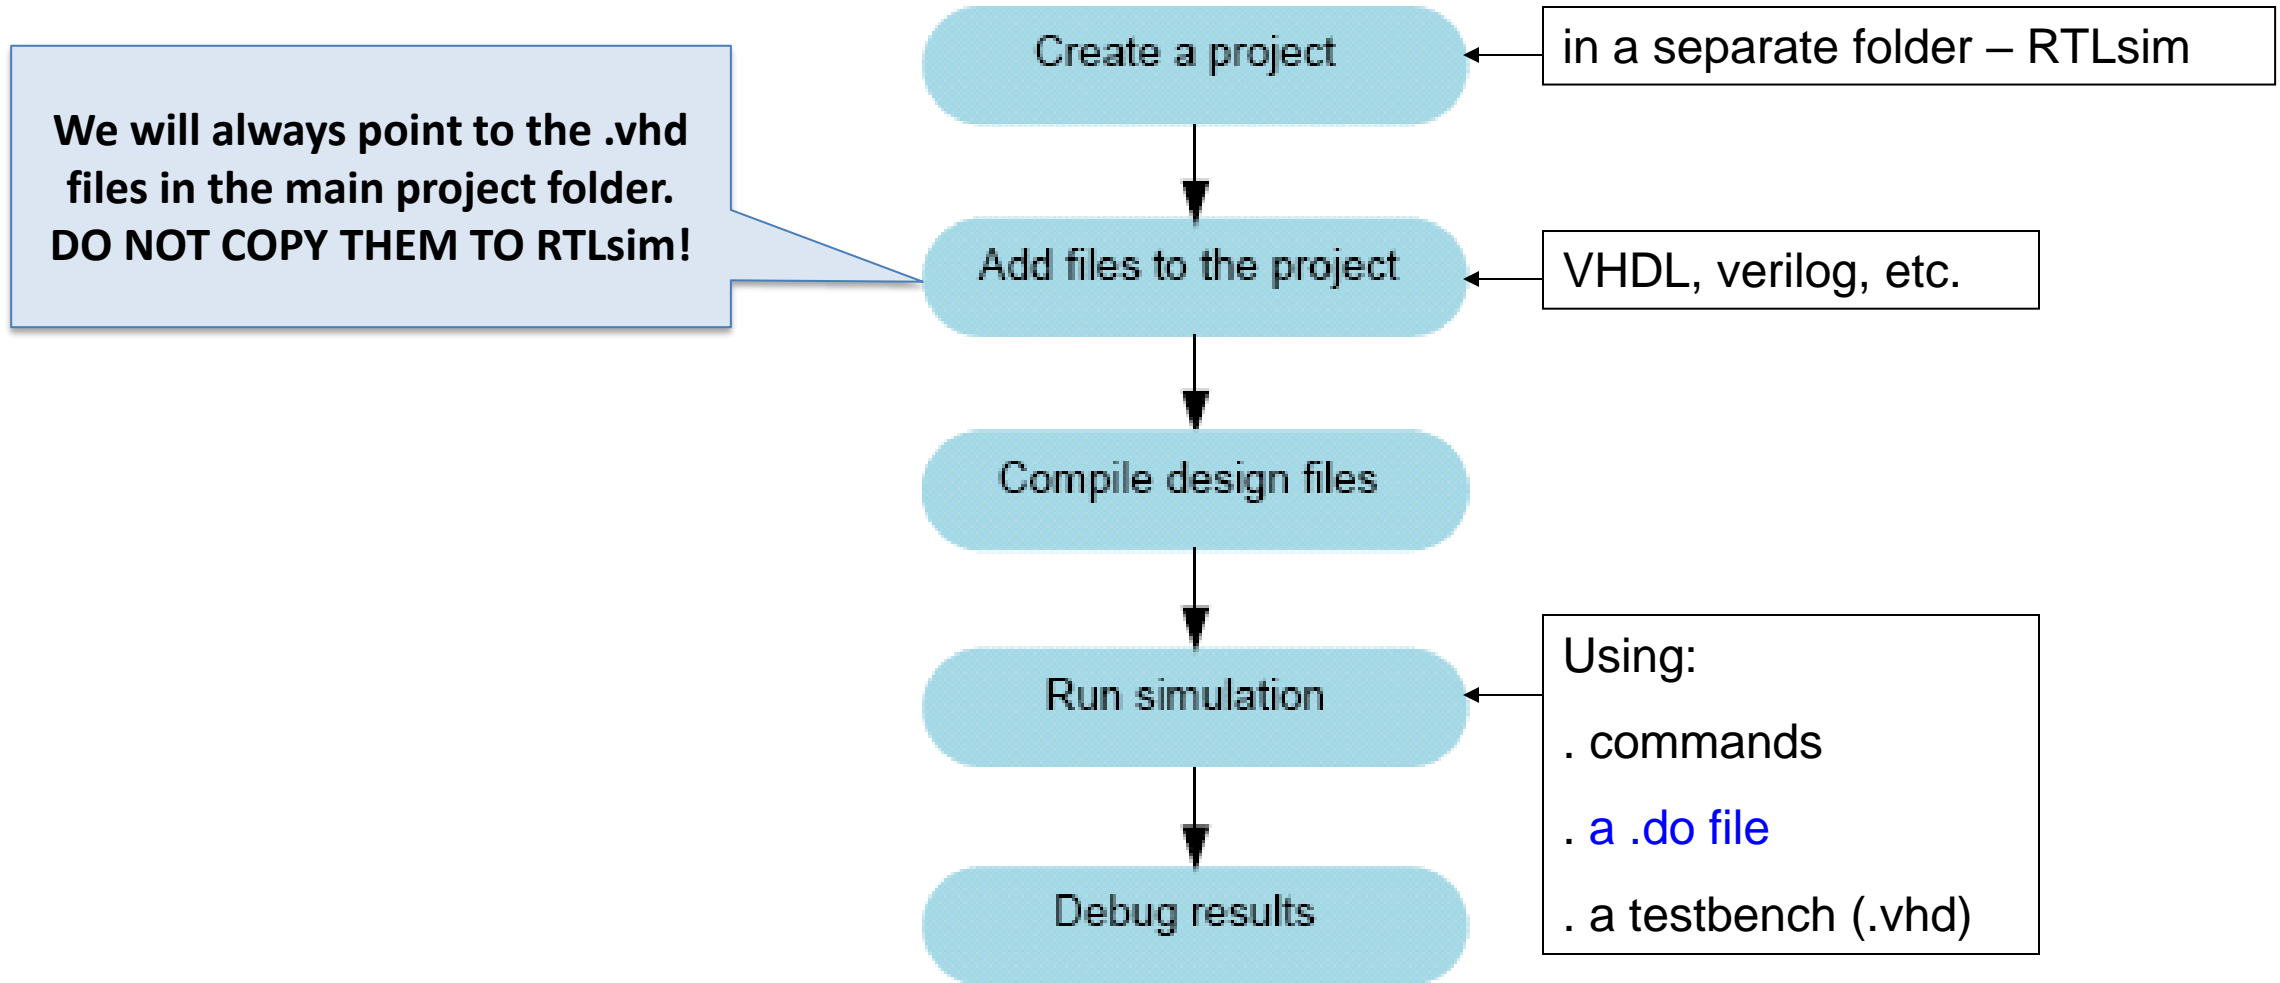 Create a project
in a separate folder – RTLsim
We will always point to the .vhd
files in the main project folder.
DO NOT COPY THEM TO RTLsim!
Add files to the project
VHDL, verilog, etc.
Compile design files
Run simulation
Using:
. commands
. a .do file
. a testbench (.vhd)
Debug results